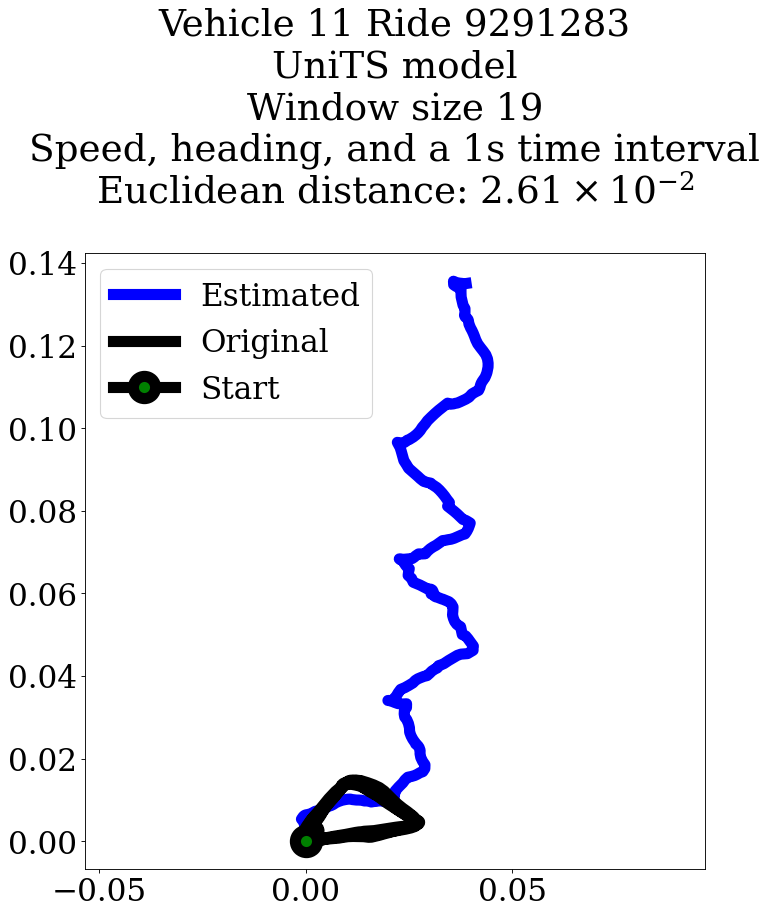 Vehicle 11 Ride 9291283
UniTS model
Window size 19
Speed, heading, and a 1s time interval
Euclidean distance: 2.61 × 10⁻²
0.14
0.12
0.10
0.08
0.06
0.04
0.02
0.00
Estimated
Original
Start
−0.05
0.00
0.05